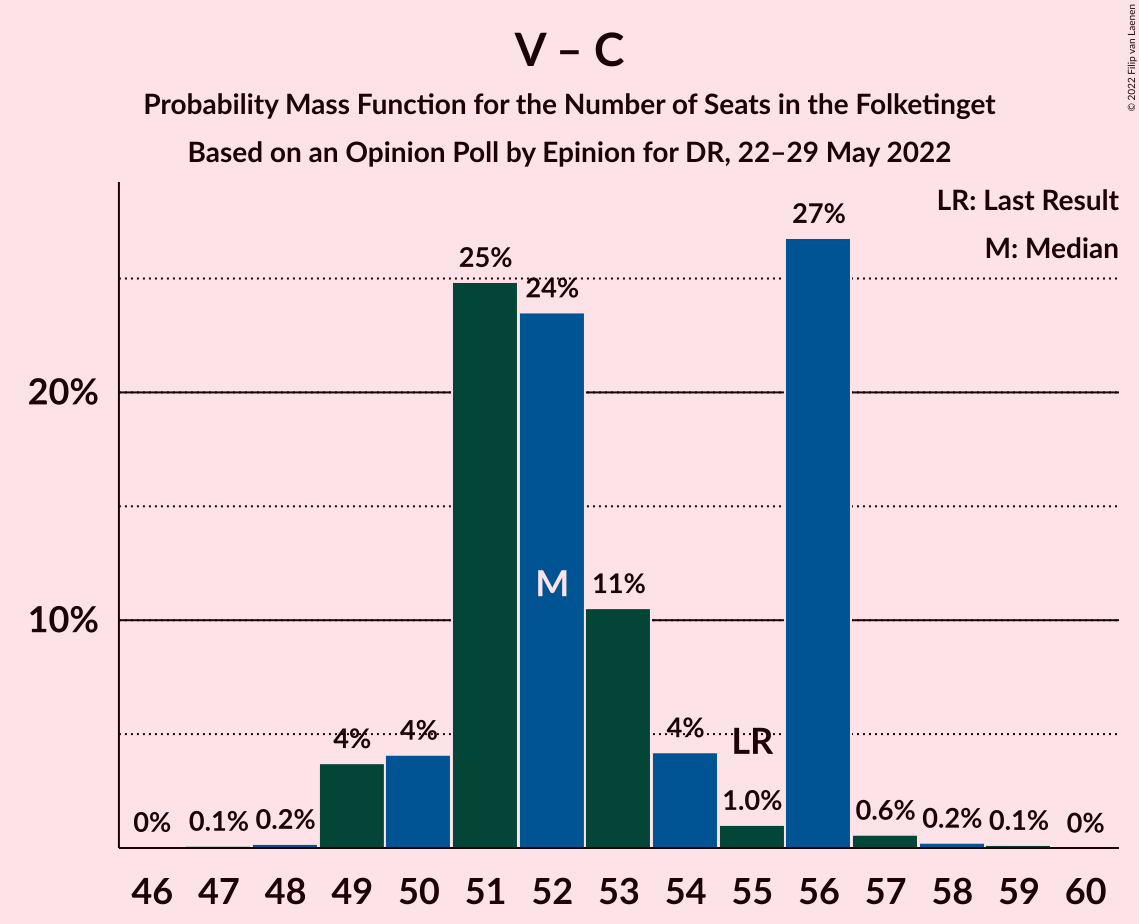 V – C
Probability Mass Function for the Number of Seats in the Folketinget
Based on an Opinion Poll by Epinion for DR, 22–29 May 2022
© 2022 Filip van Laenen
LR: Last Result
M: Median
20%
10%
0%
0.1%
0.2%
4%
4%
25%
24%
11%
4%
1.0%
27%
0.6%
0.2%
0.1%
0%
M
LR
46 47 48 49 50 51 52 53 54 55 56 57 58 59 60